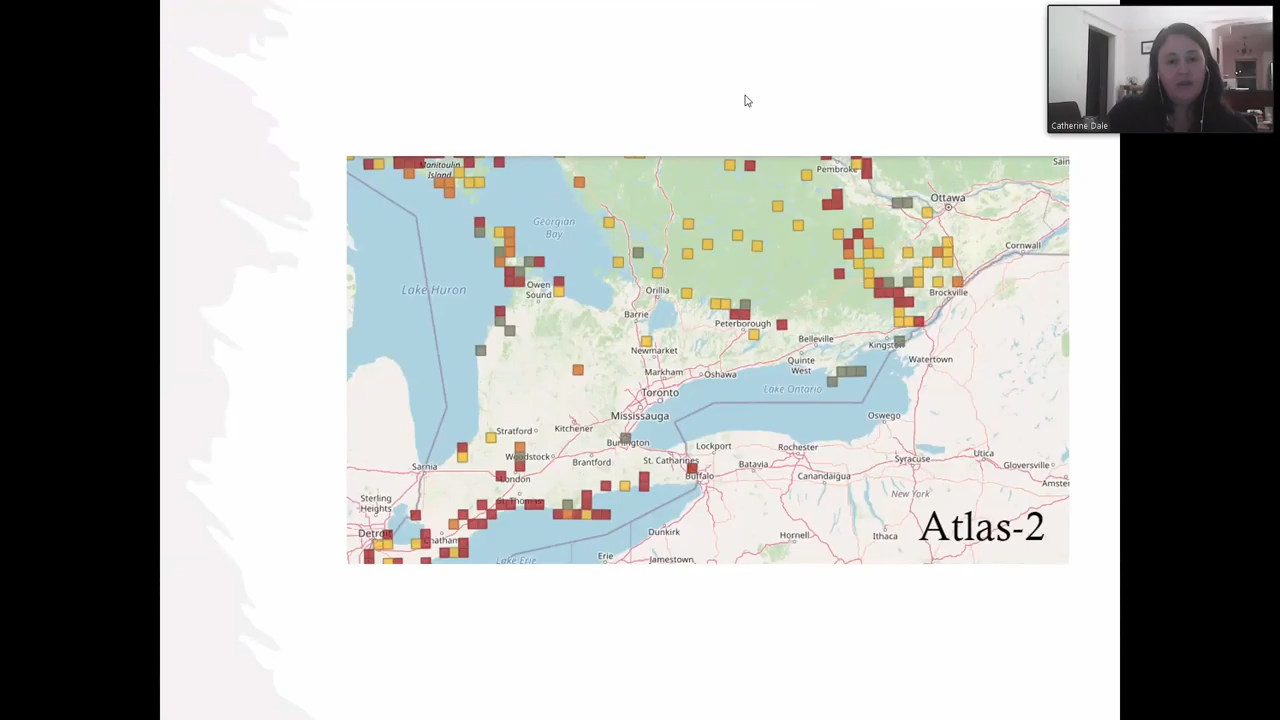 Catherine Dale
Manitoulin
Island
Pembroke
Sain
Ottawa
Georgian
Bay
Cornwall
Lake Huron
Owen
Sound
Orillia
Brockville
Barrie
Peterborough
Belleville
Kingston
Newmarket
Quinte
West
Watertown
Markham
Oshawa
Toronto
Lake Ontario
Mississauga
Oswego
Stratford
Kitchener
Burlington
Lockport
Rochester
Woodstock
Brantford
St. Catharines
Batavia
Syracuse
Utica
Gloversville
Sarnia
London
Buffalo
Canandaigua
Amster
Sterling
Heights
St. Thomas
New York
Detroit
Chatham
Dunkirk
Hornell
Ithaca
Atlas-2
Lake Erie
Erie
Jamestown